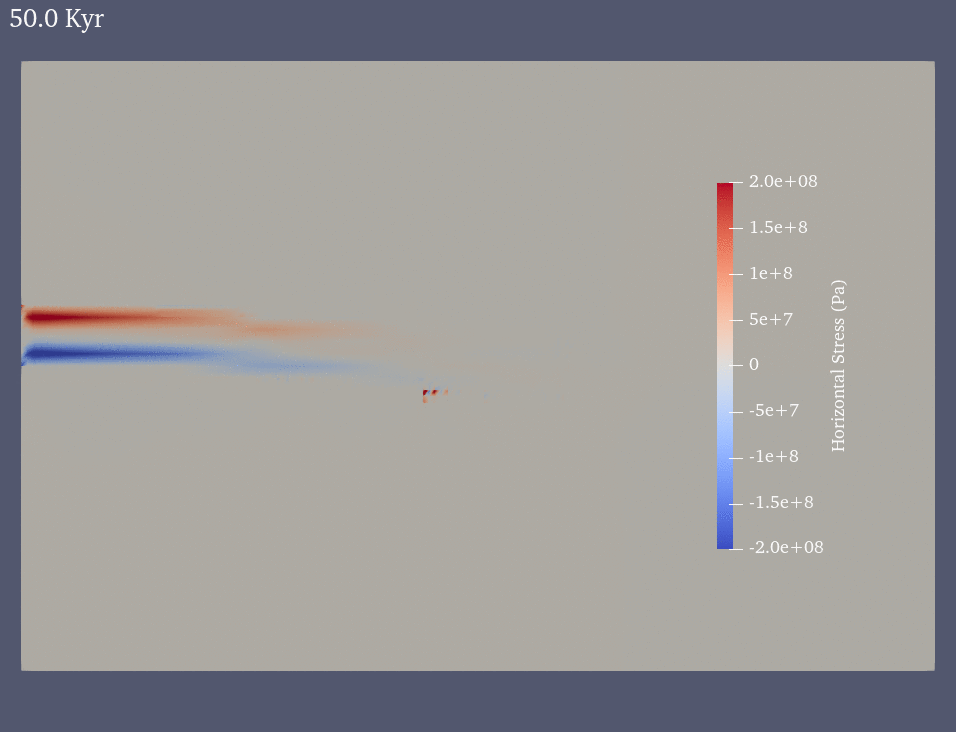 50.0 Kyr
2.0e+08
1.5e+8
1e+8
5e+7
0
-5e+7
-1e+8
-1.5e+8
-2.0e+08
Horizontal Stress (Pa)